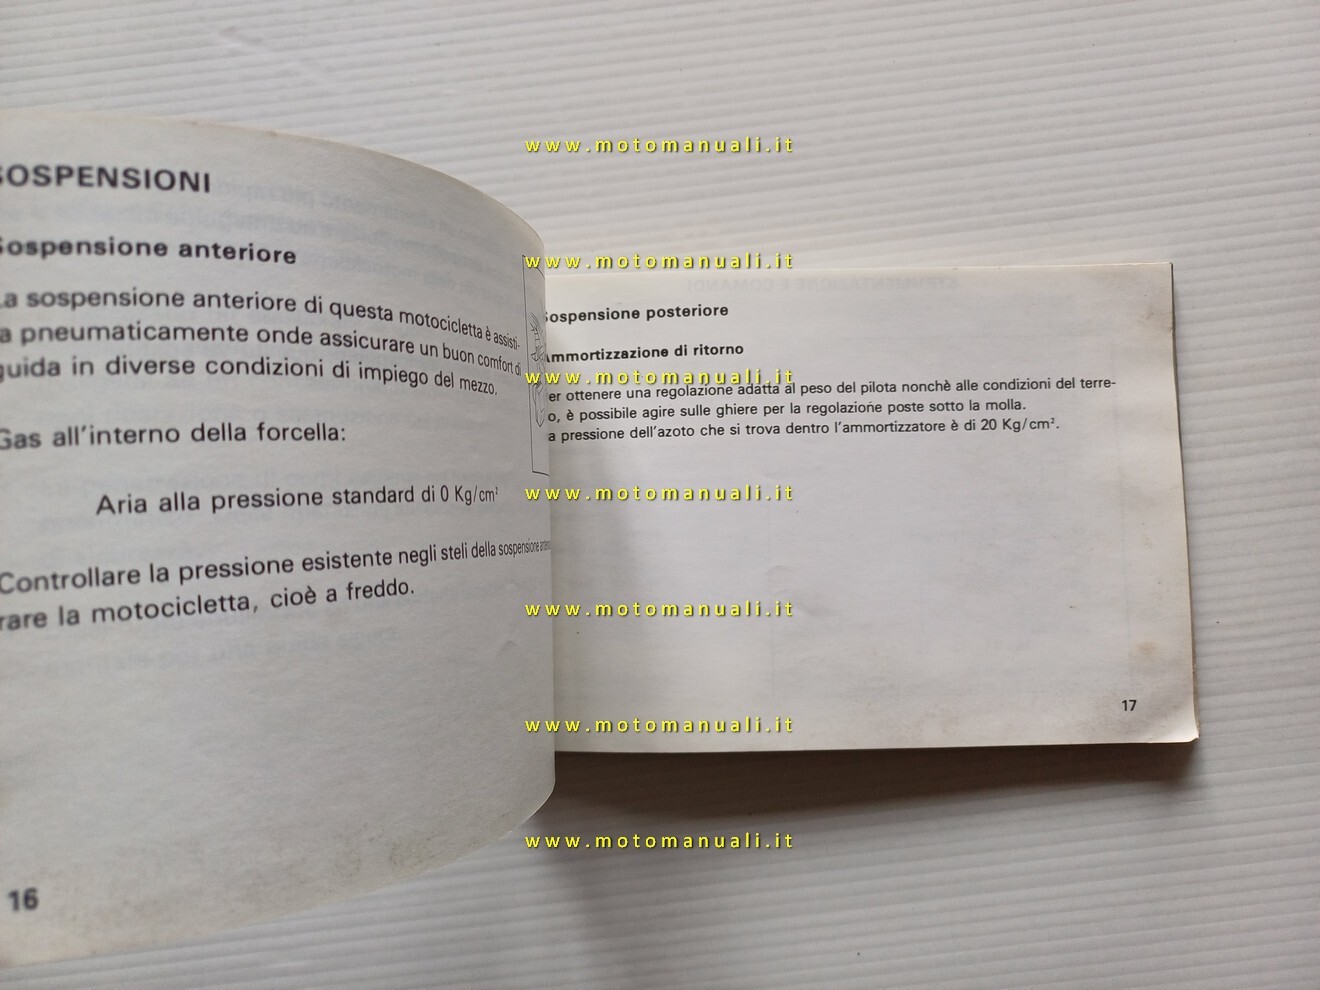 SOSPENSIONI
Sospensione anteriore
La sospensione anteriore di questa motocicletta è assisti-
ta pneumaticamente onde assicurare un buon comfort di
guida in diverse condizioni di impiego del mezzo.
Gas all'interno della forcella:
Aria alla pressione standard di 0 Kg/cm²
Controllare la pressione esistente negli steli della sospensione
rare la motocicletta, cioè a freddo.
16
Sospensione posteriore
Ammortizzazione di ritorno
er ottenere una regolazione adatta al peso del pilota nonchè alle condizioni del terre-
o, è possibile agire sulle ghiere per la regolazione poste sotto la molla.
a pressione dell'azoto che si trova dentro l'ammortizzatore è di 20 Kg/cm².
17
www.motomanuali.it
www.motomanuali.it
www.motomanuali.it
www.motomanuali.it
www.motomanuali.it
www.motomanuali.it
www.motomanuali.it